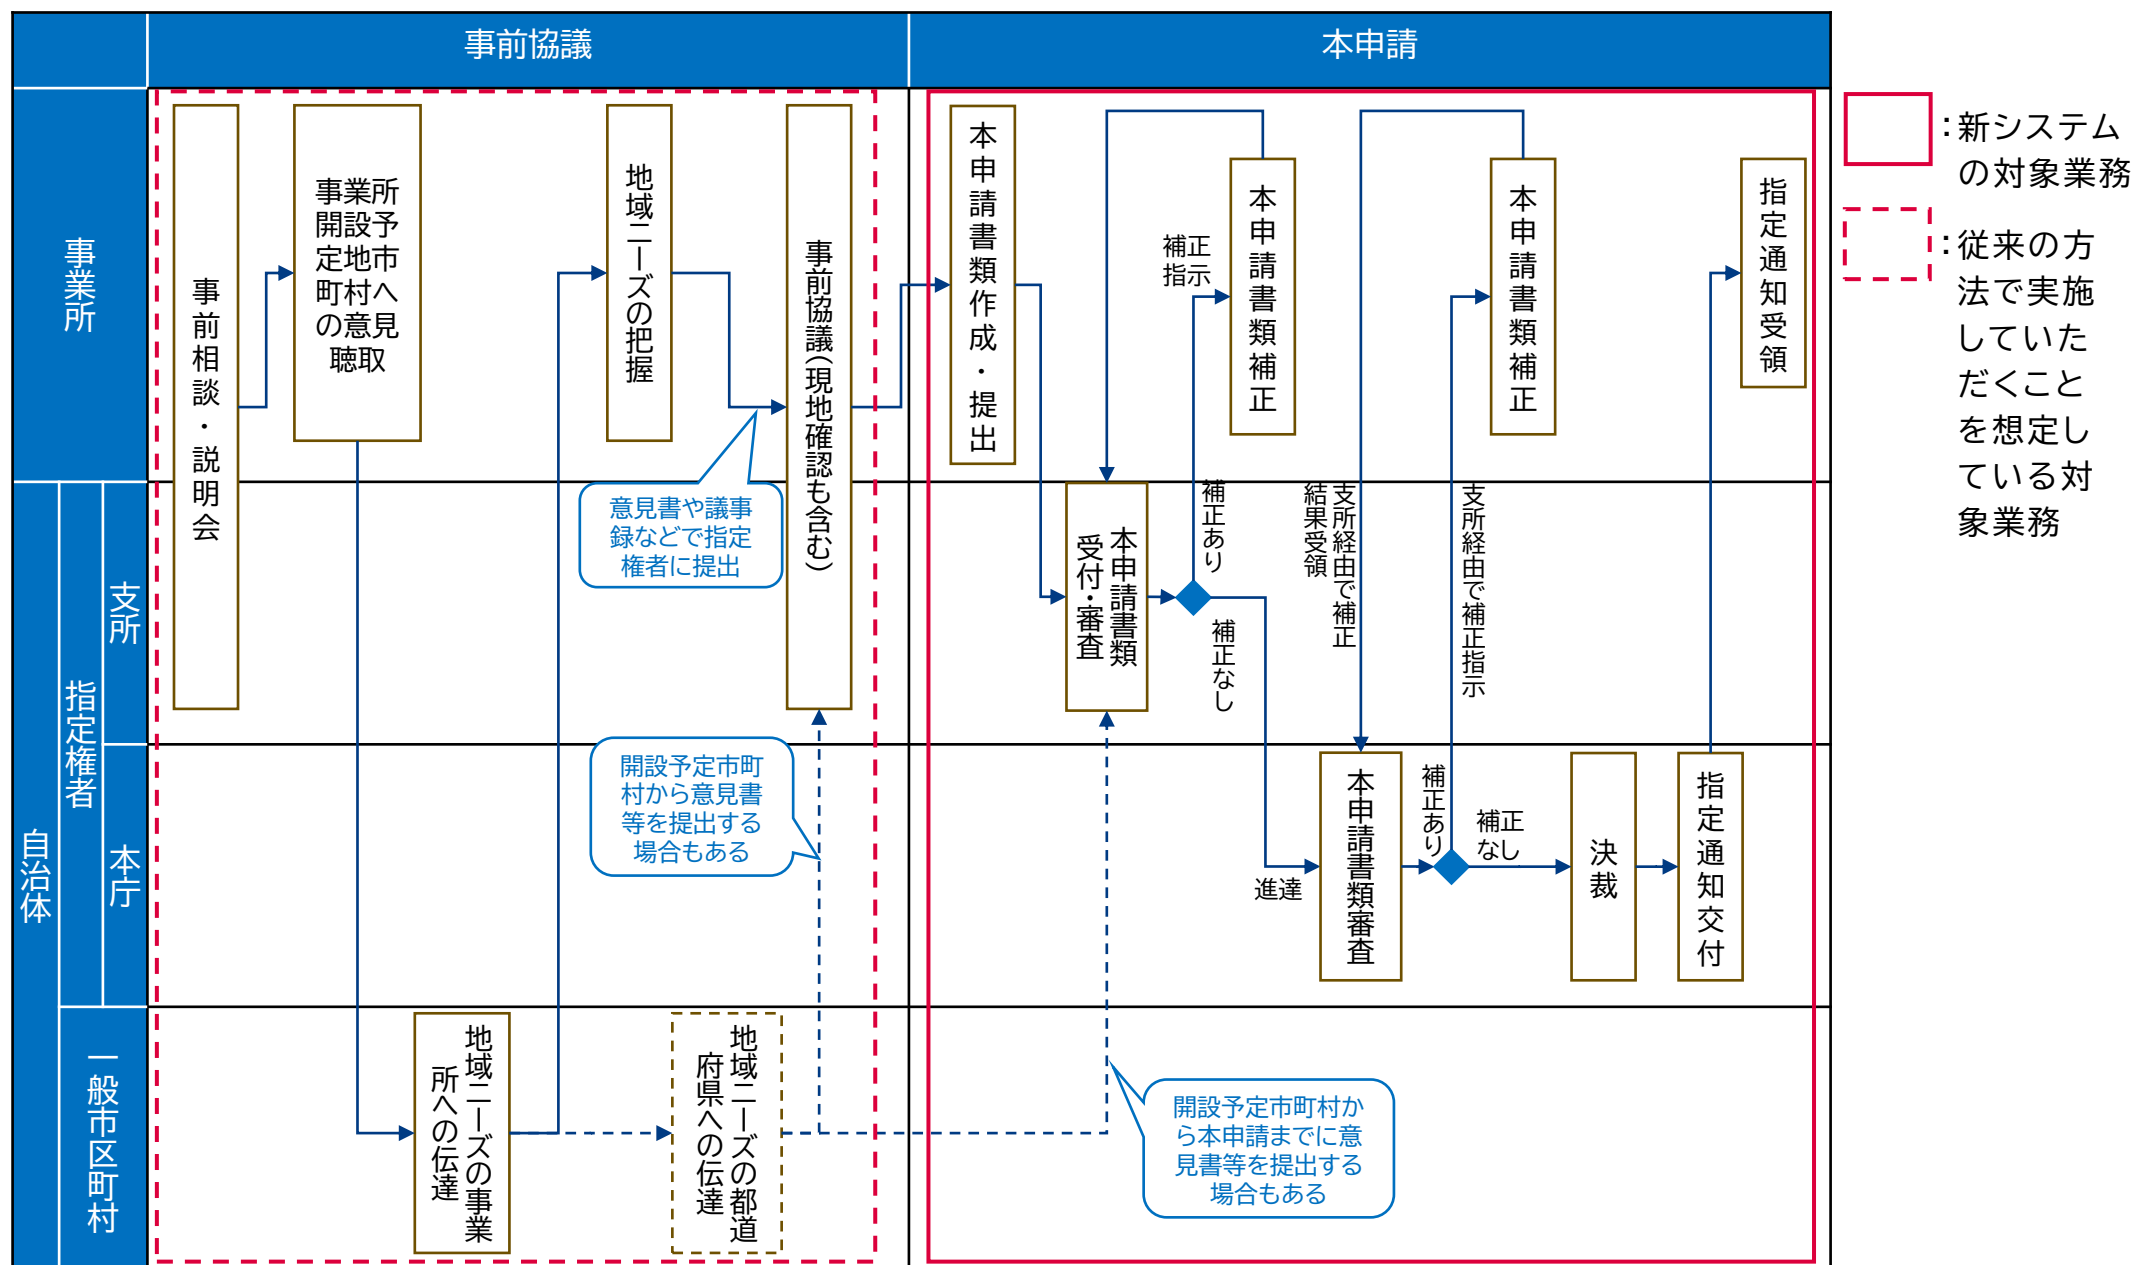 事前協議
本申請
事業所
自治体
指定権者
支所
本庁
一般市区町村
事前相談・説明会
事業所
開設予
定地市
町村へ
の意見
聴取
地域ニーズの把握
事前協議(現地確認も含む)
意見書や議事
録などで指定
権者に提出
開設予定市町
村から意見書
等を提出する
場合もある
地域ニーズの事業
所への伝達
地域ニーズの都道
府県への伝達
本申請書類作成・提出
本申請書類
受付・審査
補正あり
補正なし
補正
指示
本申請書類補正
進達
支所経由で補正
結果受領
本申請書類審査
補正あり
補正
なし
支所経由で補正指示
本申請書類補正
決裁
指定通知交付
指定通知受領
開設予定市町村か
ら本申請までに意
見書等を提出する
場合もある
:新システム
の対象業務
:従来の方
法で実施
していた
だくこと
を想定し
ている対
象業務